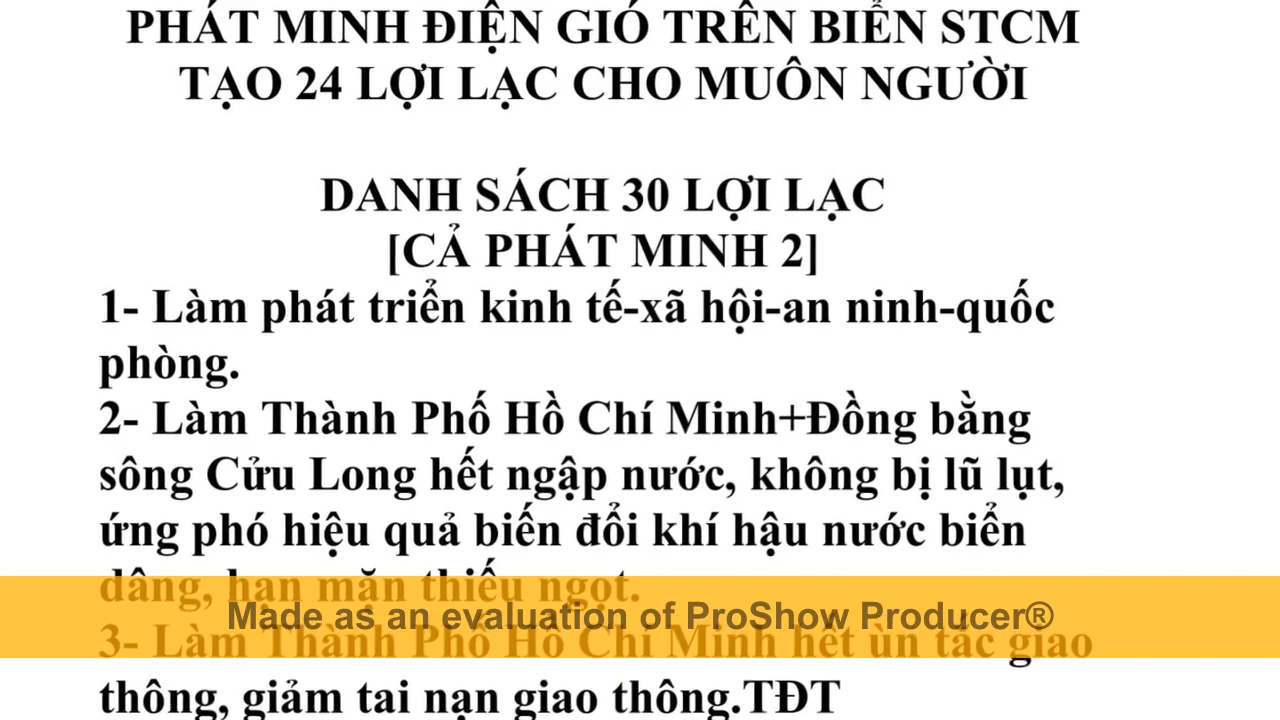 PHÁT MINH ĐIỆN GIÓ TRÊN BIỂN STCM
TẠO 24 LỢI LẠC CHO MUÔN NGƯỜI
DANH SÁCH 30 LỢI LẠC
[CẢ PHÁT MINH 2]
1- Làm phát triển kinh tế-xã hội-an ninh-quốc
phòng.
2- Làm Thành Phố Hồ Chí Minh+Đồng bằng
sông Cửu Long hết ngập nước, không bị lũ lụt,
ứng phó hiệu quả biến đổi khí hậu nước biển
dâng, hạn mặn thiếu ngọt.
Made as an evaluation of ProShow Producer®
3- Làm Thành Phố Hồ Chí Minh hết ùn tắc giao
thông, giảm tai nạn giao thông.TĐT